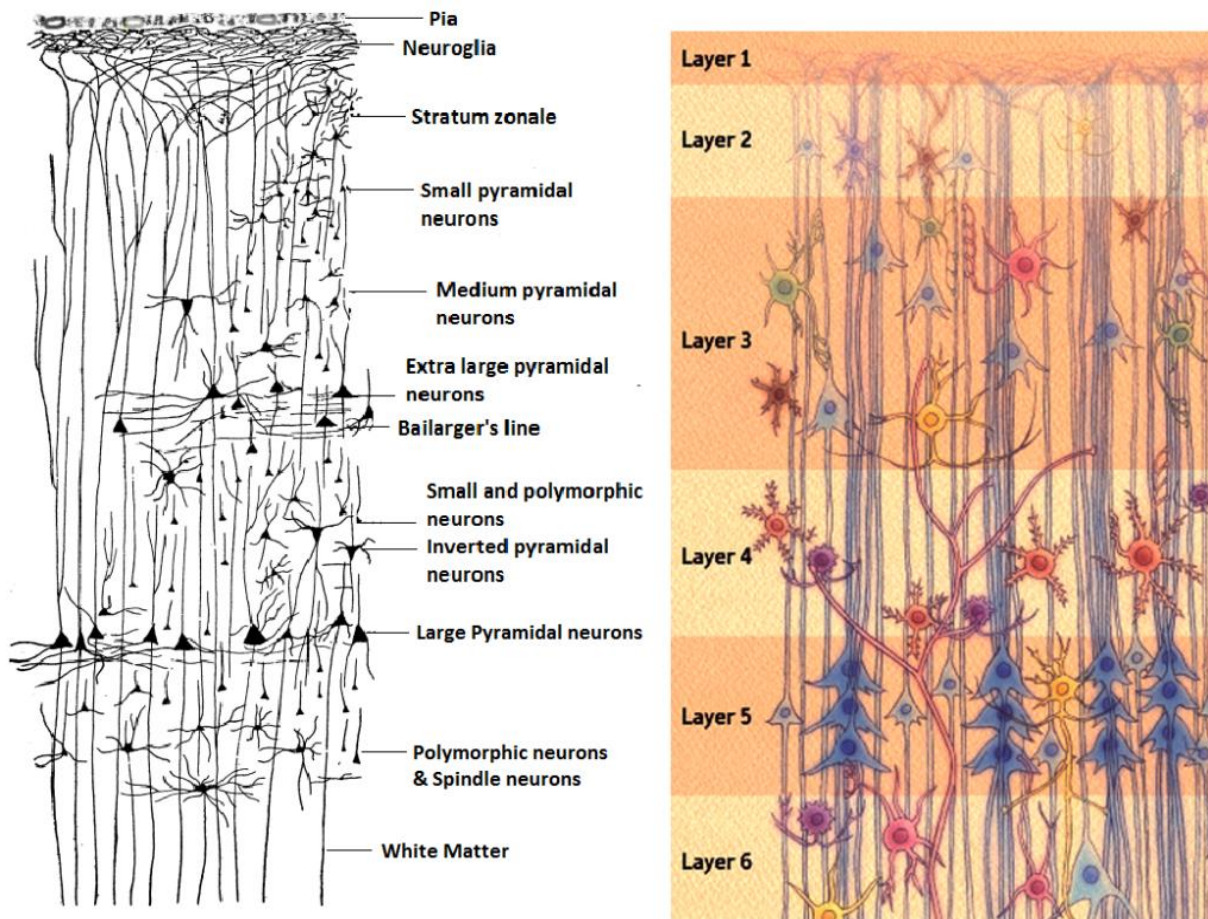 Pia
Neuroglia
Stratum zonale
Small pyramidal
neurons
Medium pyramidal
neurons
Extra large pyramidal
neurons
Bailarger's line
Small and polymorphic
neurons
Inverted pyramidal
neurons
Large Pyramidal neurons
Polymorphic neurons
& Spindle neurons
White Matter
Layer 1
Layer 2
Layer 3
Layer 4
Layer 5
Layer 6